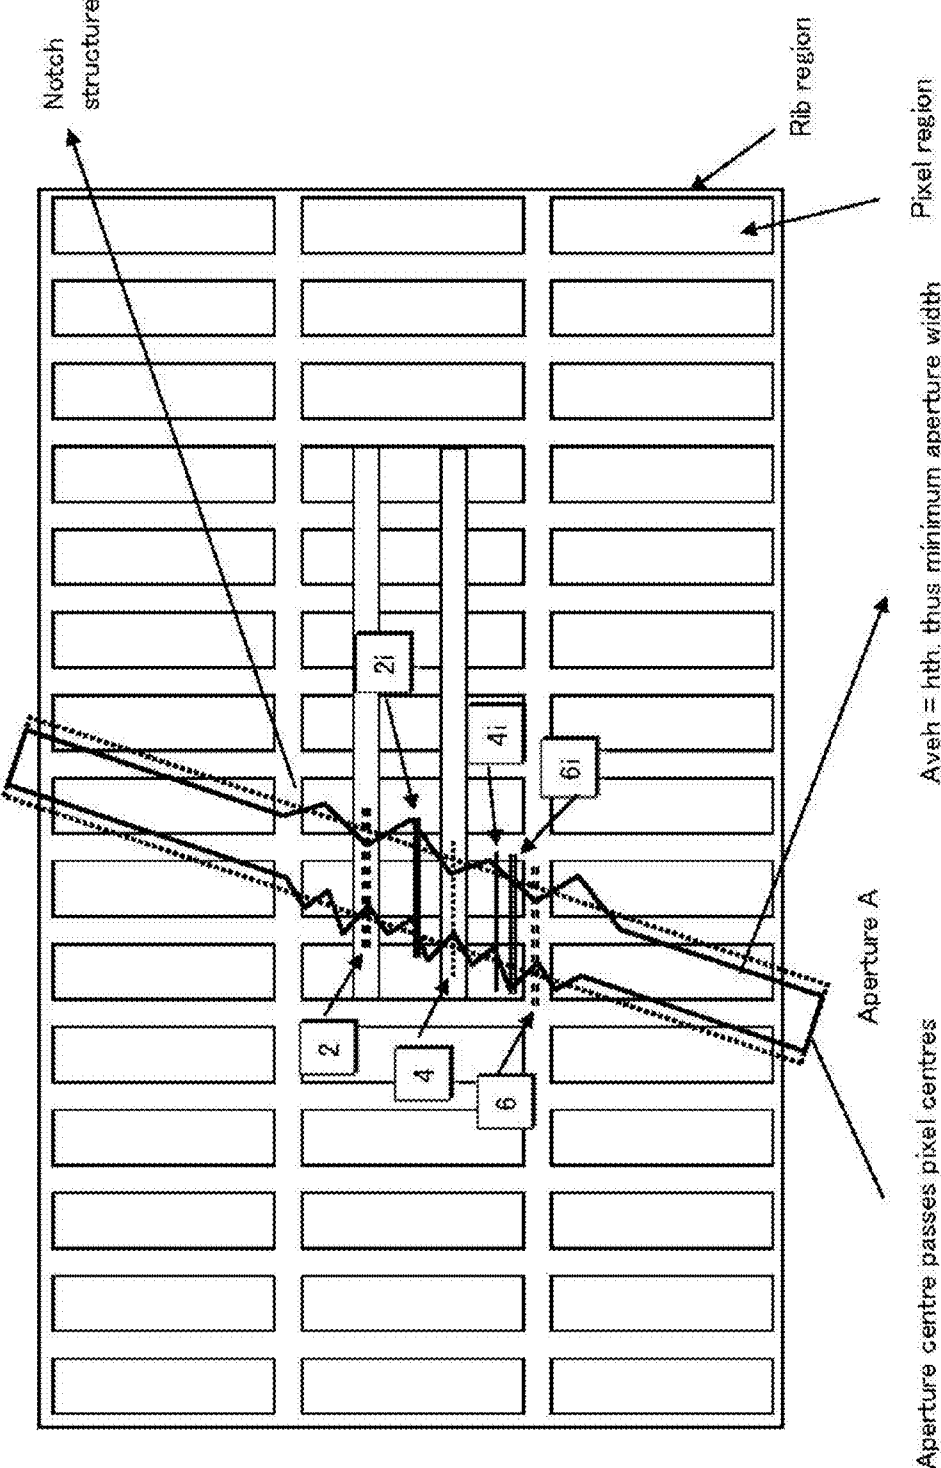 Notch
structure
Rib region
Pixel region
2i
4i
6i
2
4
6
Aperture A
Aveh = hth. thus minimum aperture width
Aperture centre passes pixel centres